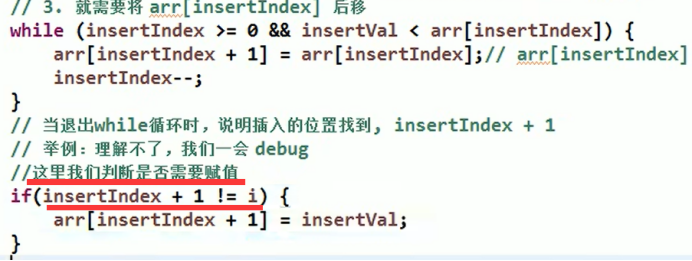 // 3. 就需要将 arr[insertIndex] 后移
while (insertIndex >= 0 && insertVal < arr[insertIndex]) {
arr[insertIndex + 1] = arr[insertIndex];// arr[insertIndex]
insertIndex--;
}
// 当退出while循环时，说明插入的位置找到, insertIndex + 1
// 举例：理解不了，我们一会 debug
//这里我们判断是否需要赋值
if(insertIndex + 1 != i) {
arr[insertIndex + 1] = insertVal;
}